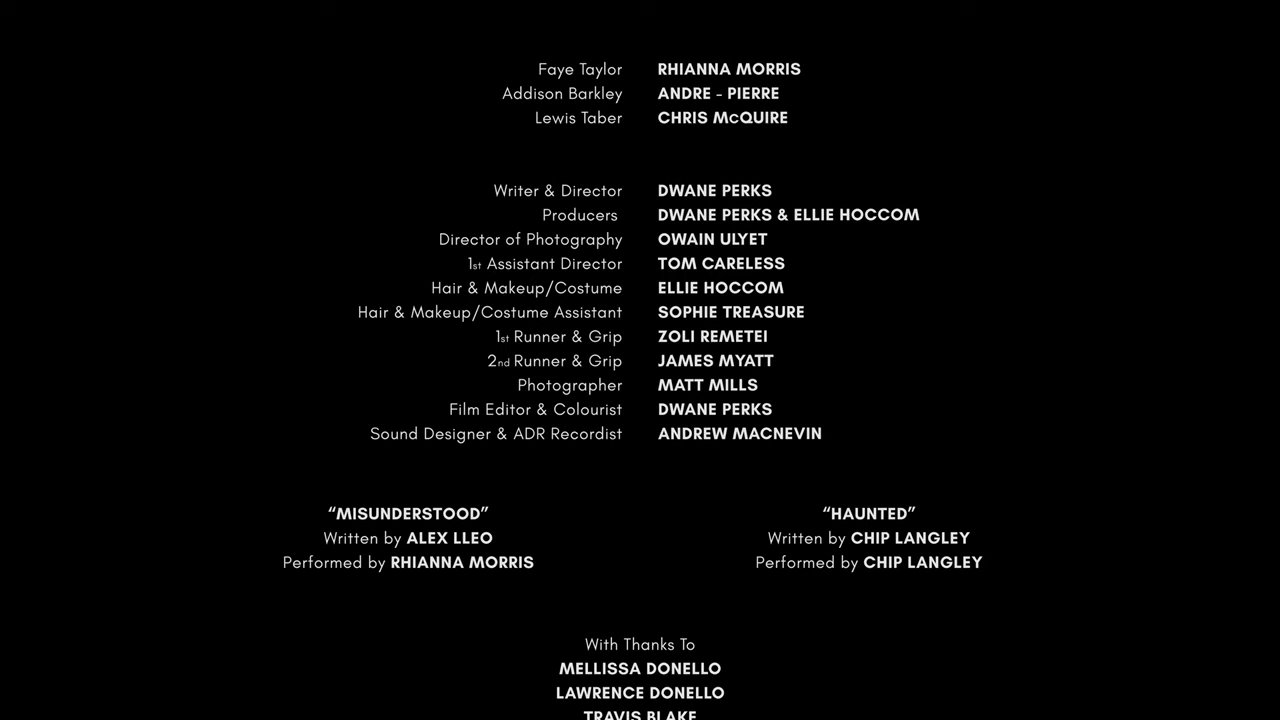 Faye Taylor RHIANNA MORRIS
Addison Barkley ANDRE - PIERRE
Lewis Taber CHRIS McQUIRE
Writer & Director DWANE PERKS
Producers DWANE PERKS & ELLIE HOCCOM
Director of Photography OWAIN ULYET
1st Assistant Director TOM CARELESS
Hair & Makeup/Costume ELLIE HOCCOM
Hair & Makeup/Costume Assistant SOPHIE TREASURE
1st Runner & Grip ZOLI REMETEI
2nd Runner & Grip JAMES MYATT
Photographer MATT MILLS
Film Editor & Colourist DWANE PERKS
Sound Designer & ADR Recordist ANDREW MACNEVIN
“MISUNDERSTOOD”
Written by ALEX LLEO
Performed by RHIANNA MORRIS
“HAUNTED”
Written by CHIP LANGLEY
Performed by CHIP LANGLEY
With Thanks To
MELLISSA DONELLO
LAWRENCE DONELLO
TRAVIS BLAKE